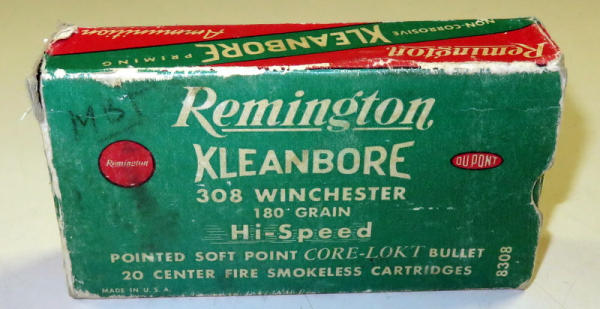 Remington
KLEANBORE
NON-CORROSIVE
PRIMING
Ammunition
Remington
KLEANBORE
Remington
DU PONT
308 WINCHESTER
180 GRAIN
Hi-Speed
POINTED SOFT POINT CORE-LOKT BULLET
20 CENTER FIRE SMOKELESS CARTRIDGES
8308
MADE IN U.S.A.